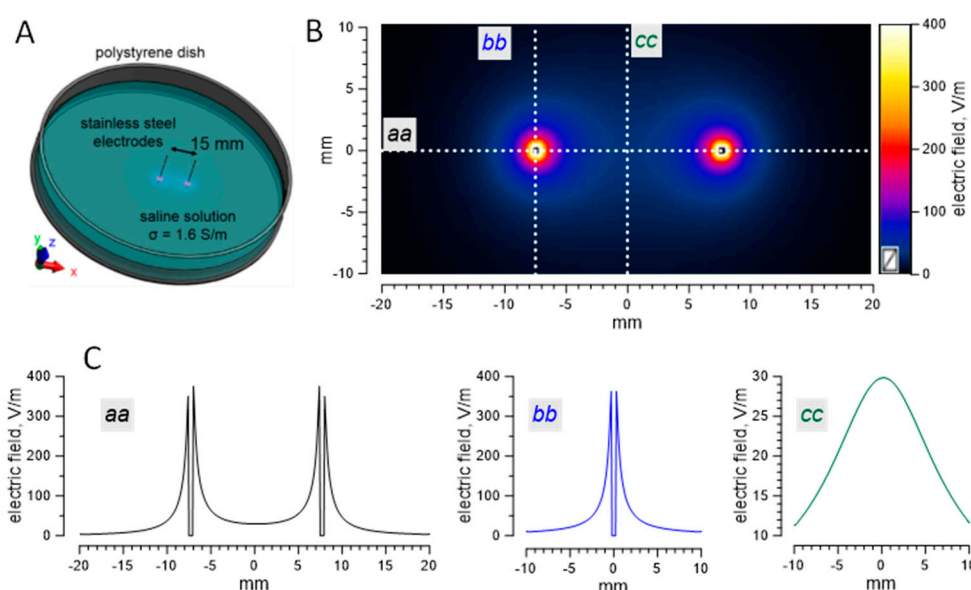 A
polystyrene dish
stainless steel
electrodes
15 mm
saline solution
σ = 1.6 S/m
y
z
x
B
bb
cc
aa
10
5
0
-5
-10
mm
-20
-15
-10
-5
0
5
10
15
20
mm
400
300
200
100
0
electric field, V/m
C
aa
400
300
200
100
0
electric field, V/m
-20
-15
-10
-5
0
5
10
15
20
mm
bb
400
300
200
100
0
electric field, V/m
-10
-5
0
5
10
mm
cc
30
25
20
15
10
electric field, V/m
-10
-5
0
5
10
mm